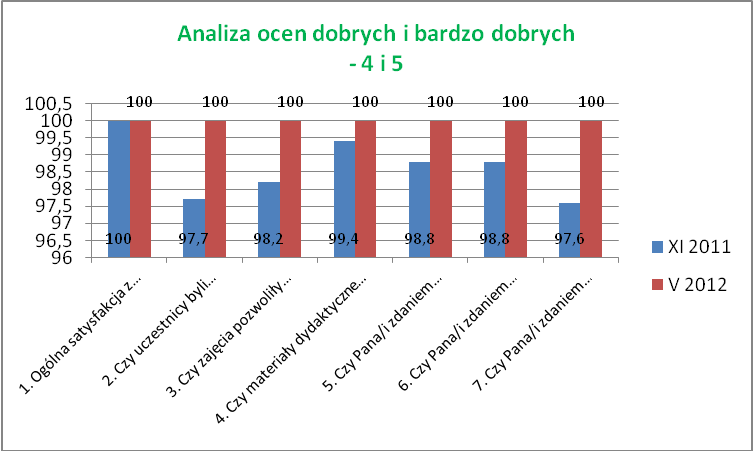 Analiza ocen dobrych i bardzo dobrych
- 4 i 5
100 100 100 100 100 100 100
100,5
100
99,5
99
98,5
98
97,5
97
96,5
96
100 97,7 98,2 99,4 98,8 98,8 97,6
XI 2011
V 2012
1. Ogólna satysfakcja z...
2. Czy uczestnicy byli...
3. Czy zajęcia pozwoliły...
4. Czy materiały dydaktyczne...
5. Czy Pana/i zdaniem...
6. Czy Pana/i zdaniem...
7. Czy Pana/i zdaniem...